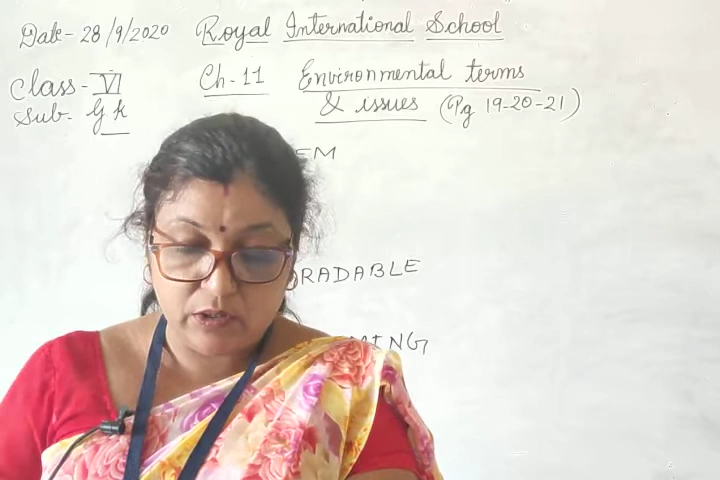 Date- 28/9/2020 Royal International School
Class- VI Ch-11 Environmental terms
Sub- G K & issues (Pg 19-20-21)
EM
RADABLE
MING